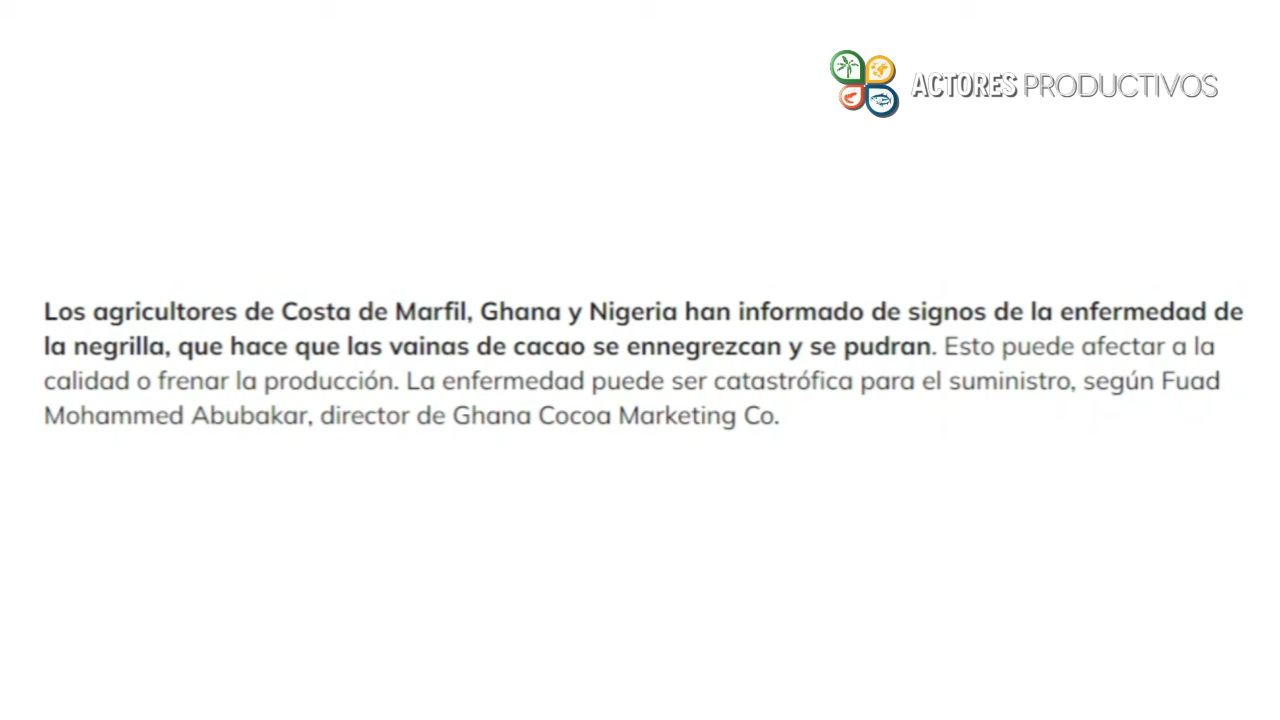 ACTORES PRODUCTIVOS
Los agricultores de Costa de Marfil, Ghana y Nigeria han informado de signos de la enfermedad de
la negrilla, que hace que las vainas de cacao se ennegrezcan y se pudran. Esto puede afectar a la
calidad o frenar la producción. La enfermedad puede ser catastrófica para el suministro, según Fuad
Mohammed Abubakar, director de Ghana Cocoa Marketing Co.